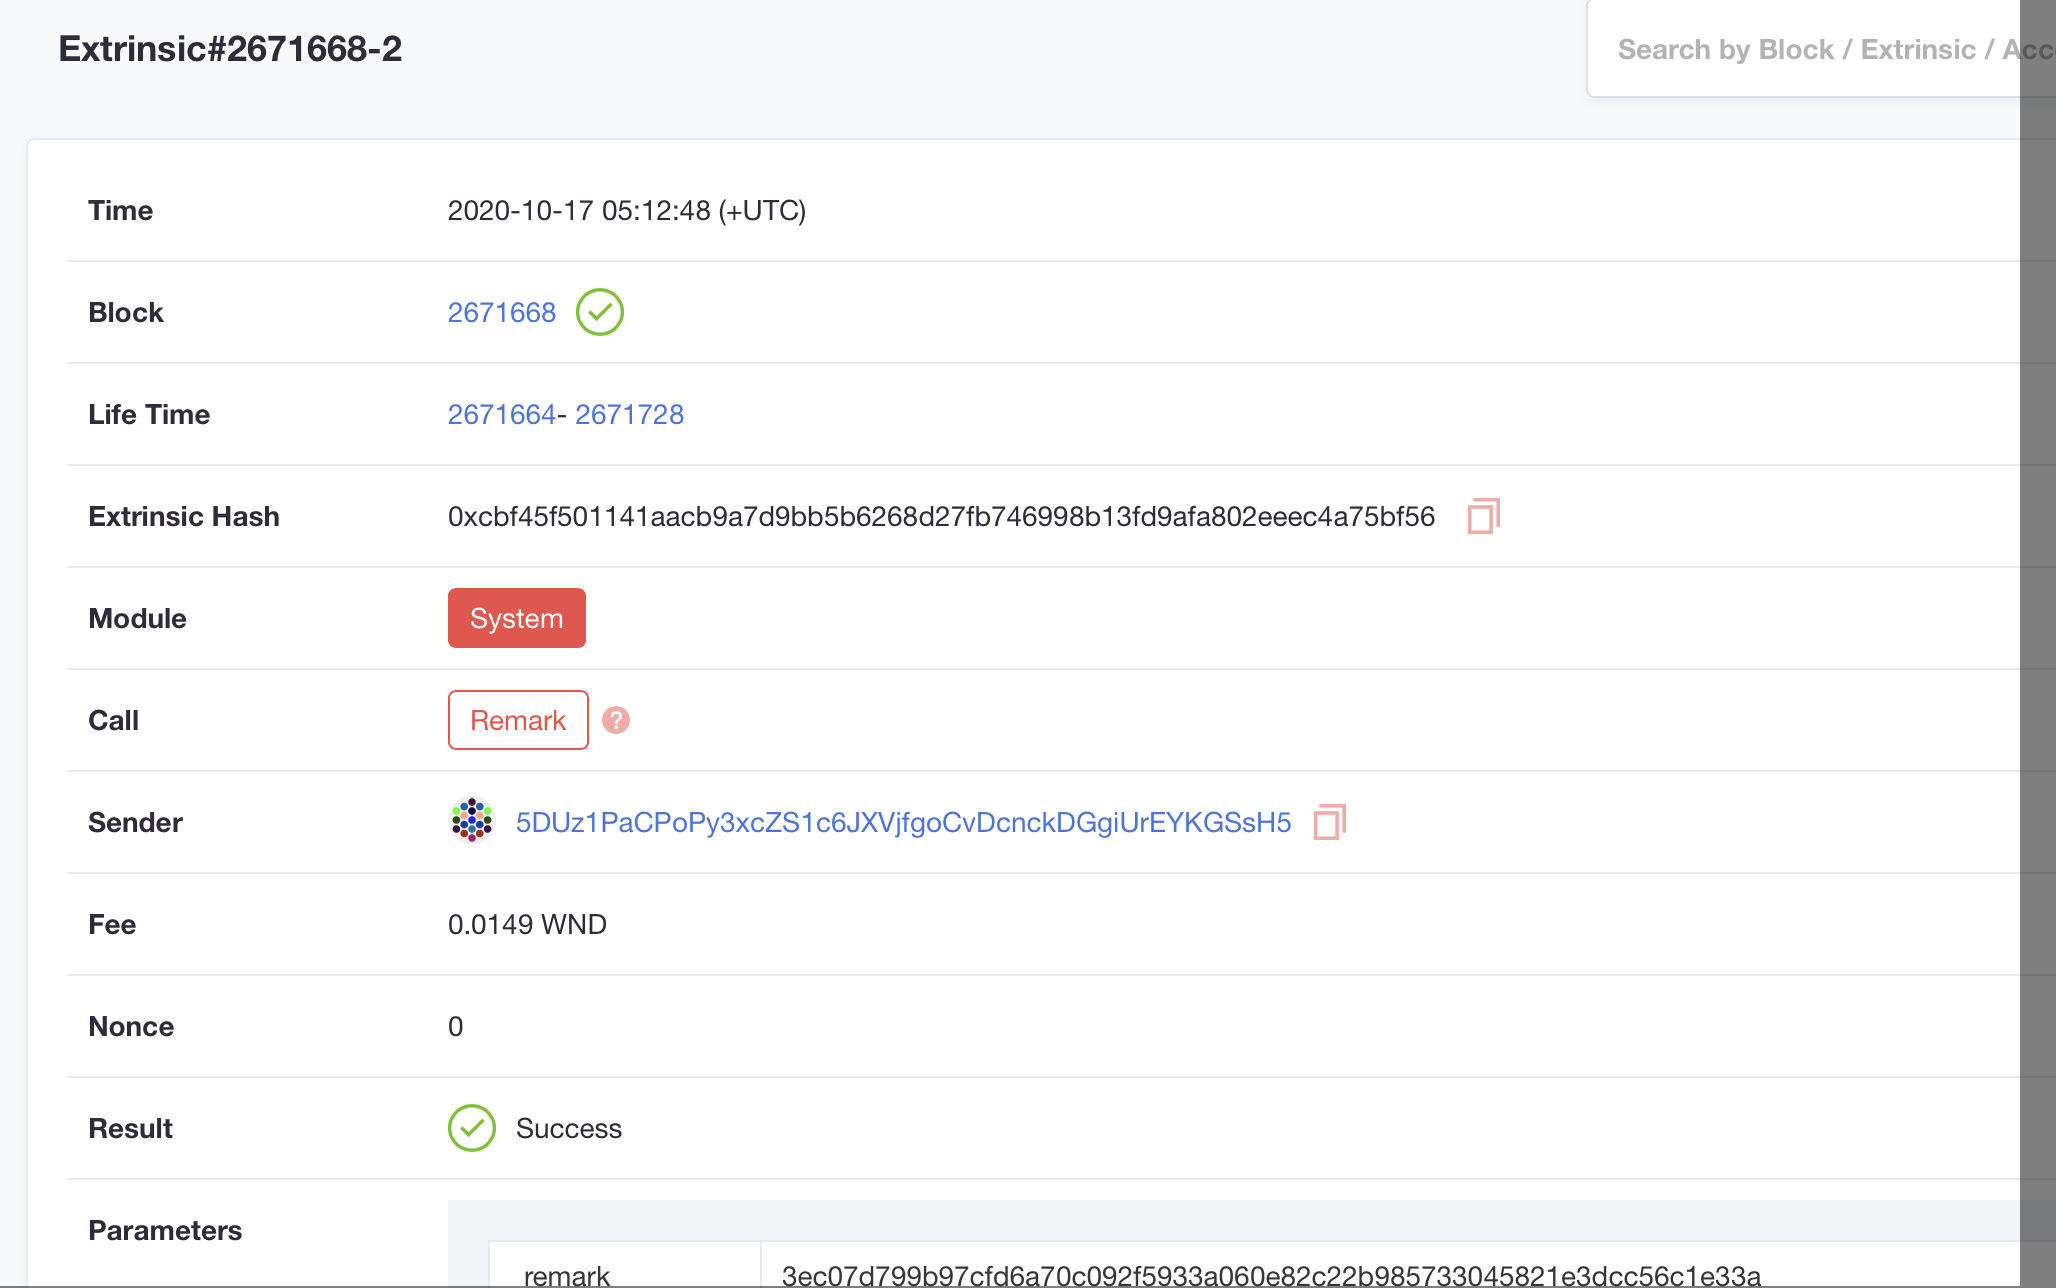 Extrinsic#2671668-2
Search by Block / Extrinsic / Acc
Time 2020-10-17 05:12:48 (+UTC)
Block 2671668
Life Time 2671664- 2671728
Extrinsic Hash 0xcbf45f501141aacb9a7d9bb5b6268d27fb746998b13fd9afa802eeec4a75bf56
Module System
Call Remark ?
Sender 5DUz1PaCPoPy3xcZS1c6JXVjfgoCvDcnckDGgiUrEYKGSsH5
Fee 0.0149 WND
Nonce 0
Result Success
Parameters
remark 3ec07d799b97cfd6a70c092f5933a060e82c22b985733045821e3dcc56c1e33a